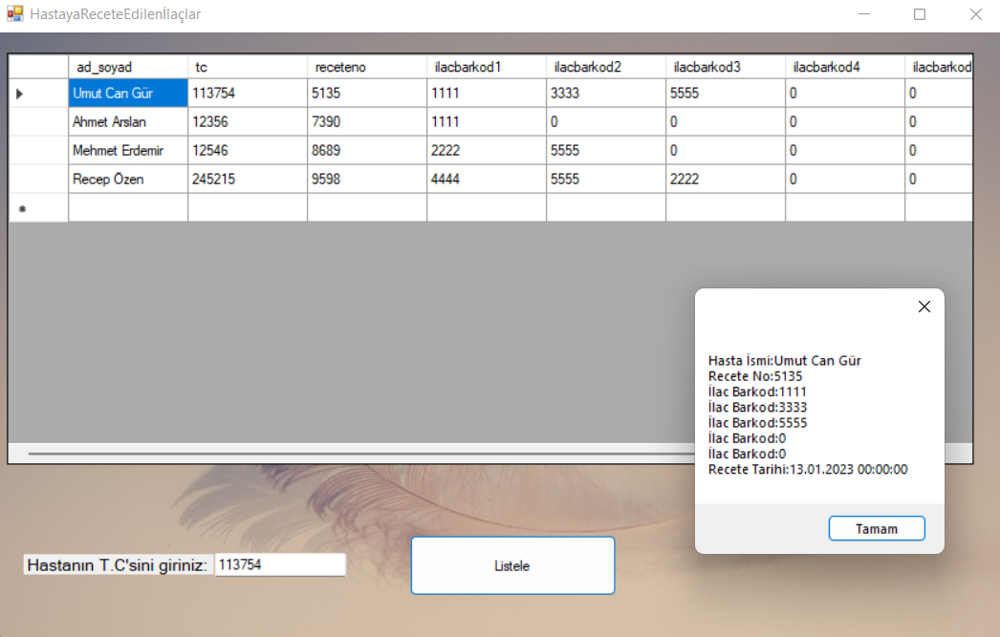 HastayaReceteEdilenİlaçlar
ad_soyad tc receteno ilacbarkod1 ilacbarkod2 ilacbarkod3 ilacbarkod4 ilacbarkod
Umut Can Gür 113754 5135 1111 3333 5555 0 0
Ahmet Arslan 12356 7390 1111 0 0 0 0
Mehmet Erdemir 12546 8689 2222 5555 0 0 0
Recep Özen 245215 9598 4444 5555 2222 0 0
Hasta İsmi:Umut Can Gür
Recete No:5135
İlac Barkod:1111
İlac Barkod:3333
İlac Barkod:5555
İlac Barkod:0
İlac Barkod:0
Recete Tarihi:13.01.2023 00:00:00
Tamam
Hastanın T.C'sini giriniz: 113754
Listele